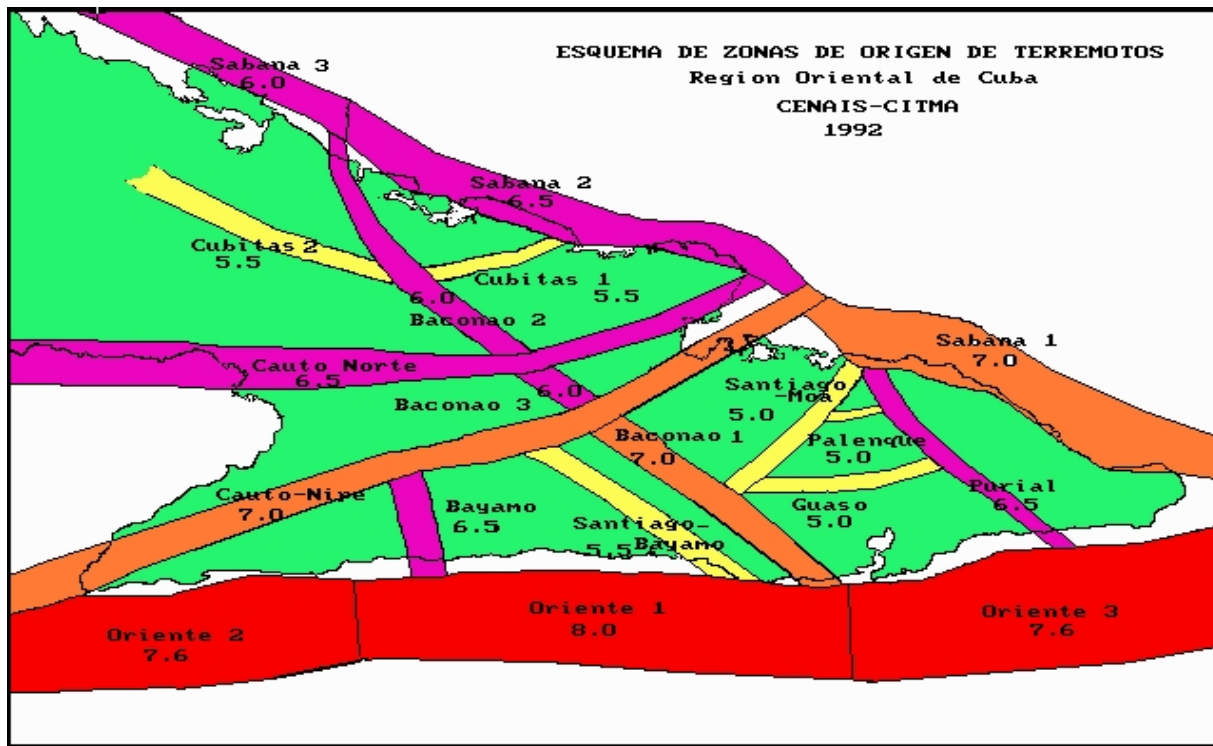 ESQUEMA DE ZONAS DE ORIGEN DE TERREMOTOS
Region Oriental de Cuba
CENAIS-CITMA
1992
Sabana 3
6.0
Sabana 2
6.5
Cubitas 2
5.5
Cubitas 1
5.5
6.0
Baconao 2
Sabana 1
7.0
Cauto Norte
6.5
Santiago
-Moa
5.0
6.0
Baconao 3
Baconao 1
7.0
Palenque
5.0
Cauto-Nipe
7.0
Bayamo
6.5
Guaso
5.0
Purial
6.5
Santiago-
Bayamo
5.5
Oriente 1
8.0
Oriente 3
7.6
Oriente 2
7.6